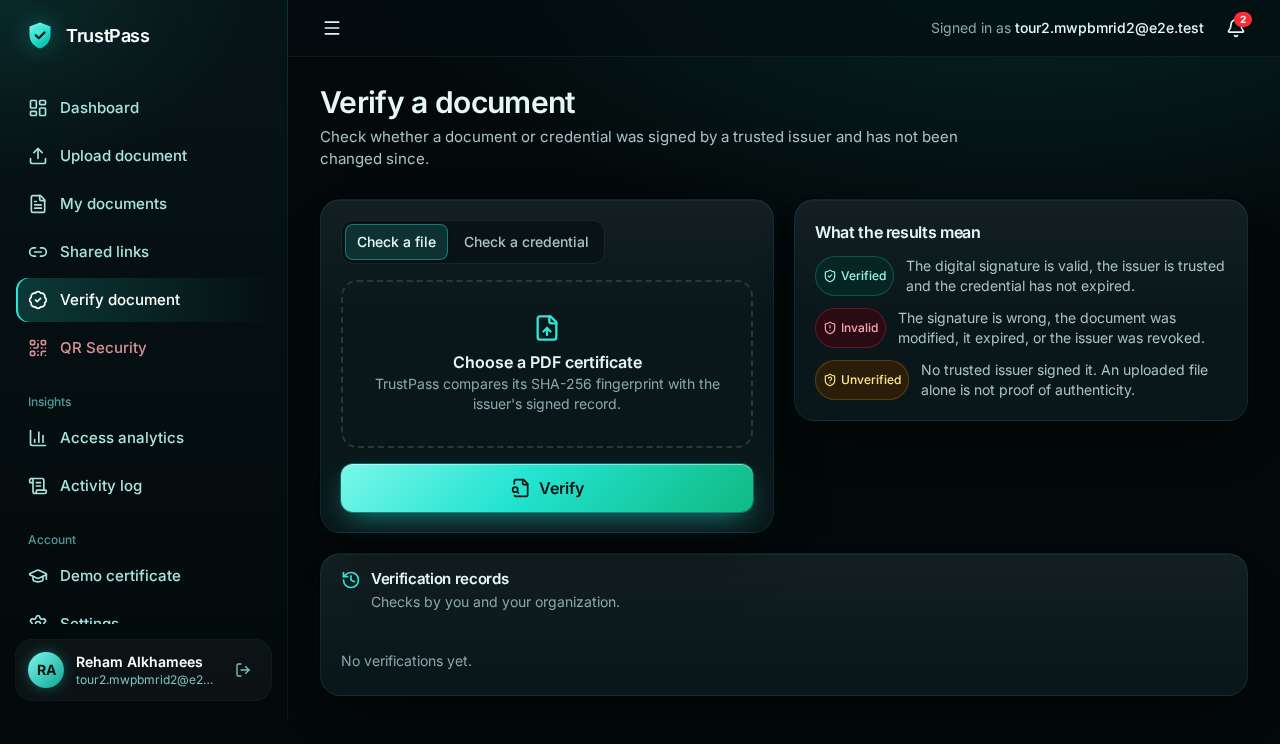 TrustPass
Dashboard
Upload document
My documents
Shared links
Verify document
QR Security
Insights
Access analytics
Activity log
Account
Demo certificate
Settings
RA
Reham Alkhamees
tour2.mwpbmrid2@e2...
Signed in as tour2.mwpbmrid2@e2e.test
2
Verify a document
Check whether a document or credential was signed by a trusted issuer and has not been
changed since.
Check a file
Check a credential
Choose a PDF certificate
TrustPass compares its SHA-256 fingerprint with the
issuer's signed record.
Verify
What the results mean
Verified
The digital signature is valid, the issuer is trusted
and the credential has not expired.
Invalid
The signature is wrong, the document was
modified, it expired, or the issuer was revoked.
Unverified
No trusted issuer signed it. An uploaded file
alone is not proof of authenticity.
Verification records
Checks by you and your organization.
No verifications yet.